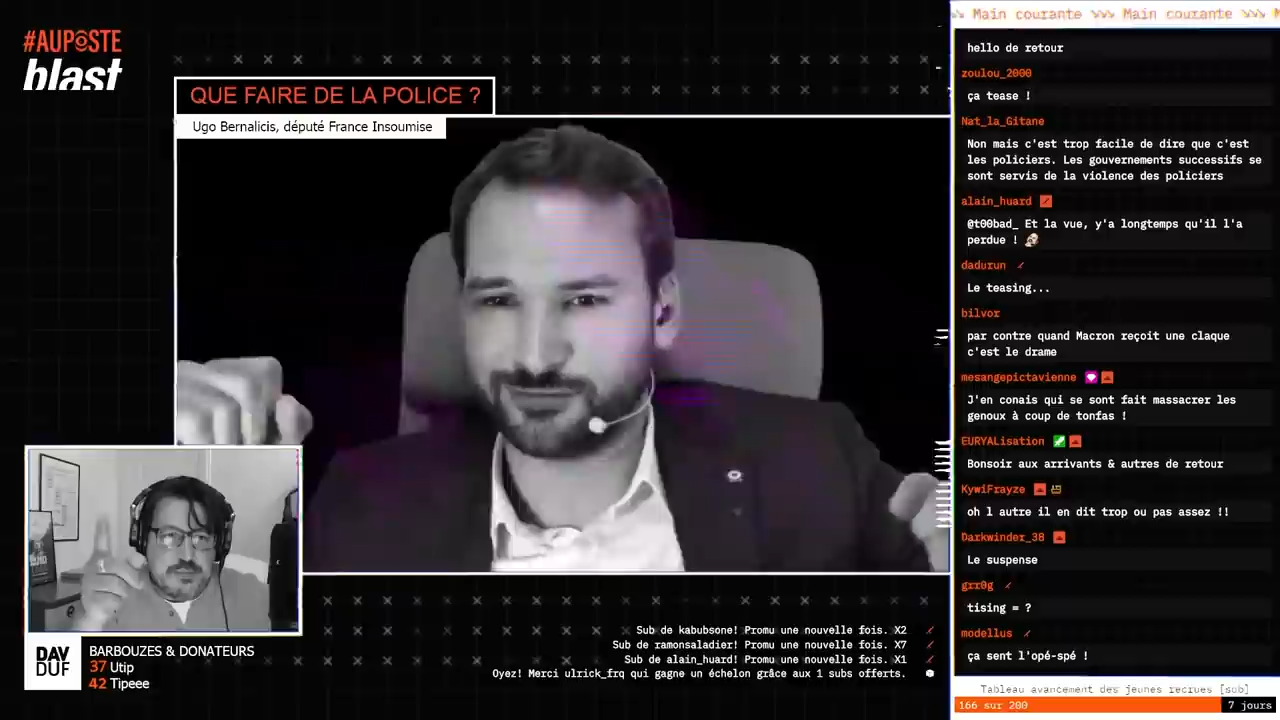 #AUPOSTE
blast
QUE FAIRE DE LA POLICE ?
Ugo Bernalicis, député France Insoumise
DAV
DUF
BARBOUZES & DONATEURS
37 Utip
42 Tipeee
Sub de kabubsone! Promu une nouvelle fois. X2
Sub de ramonsaladier! Promu une nouvelle fois. X7
Sub de alain_huard! Promu une nouvelle fois. X1
Oyez! Merci ulrick_frq qui gagne un échelon grâce aux 1 subs offerts.
Main courante >>> Main courante >>>
hello de retour
zoulou_2000
ça tease !
Nat_la_Gitane
Non mais c'est trop facile de dire que c'est
les policiers. Les gouvernements successifs se
sont servis de la violence des policiers
alain_huard
@t00bad_ Et la vue, y'a longtemps qu'il l'a
perdue !
dadurun
Le teasing...
bilvor
par contre quand Macron reçoit une claque
c'est le drame
mesangepictavienne
J'en conais qui se sont fait massacrer les
genoux à coup de tonfas !
EURYALisation
Bonsoir aux arrivants & autres de retour
KywiFrayze
oh l autre il en dit trop ou pas assez !!
Darkwinder_38
Le suspense
grr0g
tising = ?
modellus
ça sent l'opé-spé !
Tableau avancement des jeunes recrues [sub]
166 sur 200
7 jours